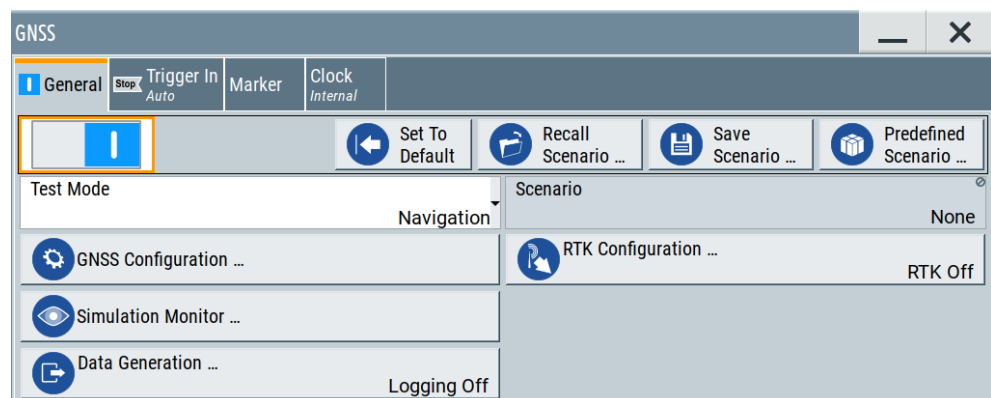 GNSS
General
Stop
Trigger In
Auto
Marker
Clock
Internal
Set To
Default
Recall
Scenario ...
Save
Scenario ...
Predefined
Scenario ...
Test Mode
Navigation
Scenario
None
GNSS Configuration ...
RTK Configuration ...
RTK Off
Simulation Monitor ...
Data Generation ...
Logging Off